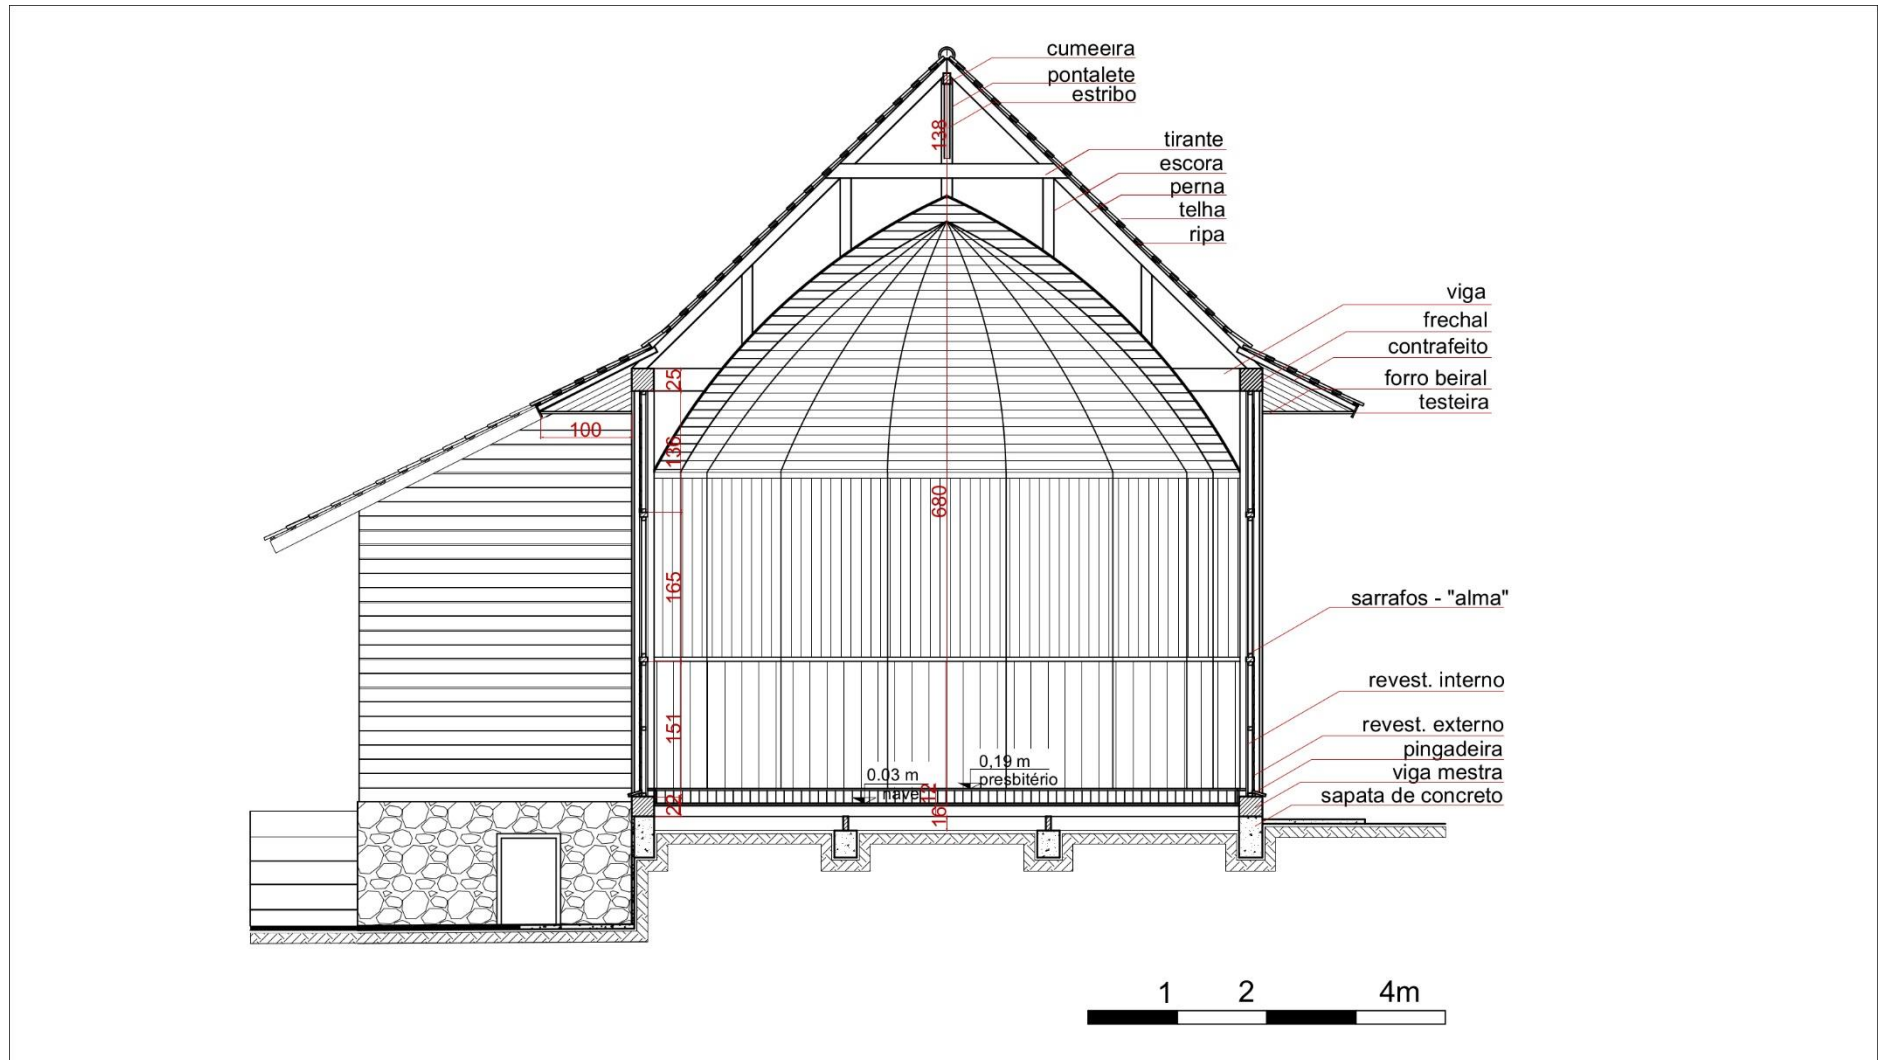 cumeeira
pontalete
estribo
138
tirante
escora
perna
telha
ripa
viga
frechal
contrafeito
forro beiral
testeira
25
100
136
680
165
sarrafos - "alma"
revest. interno
151
revest. externo
pingadeira
viga mestra
sapata de concreto
0.03 m
nave
0,19 m
presbitério
22
12
16
1 2 4m